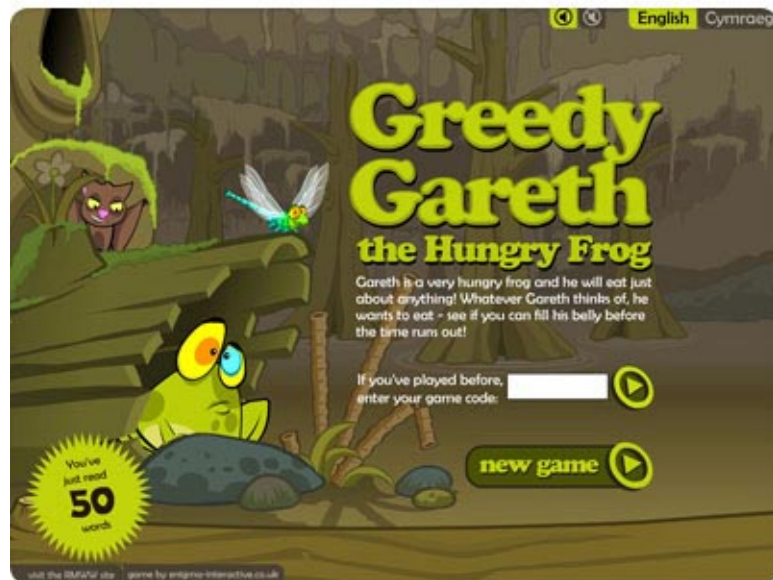 English Cymraeg
Greedy
Gareth
the Hungry Frog
Gareth is a very hungry frog and he will eat just
about anything! Whatever Gareth thinks of, he
wants to eat - see if you can fill his belly before
the time runs out!
If you've played before,
enter your game code:
new game
You've
just read
50
words
visit the RMWW site game by enigma-interactive.co.uk